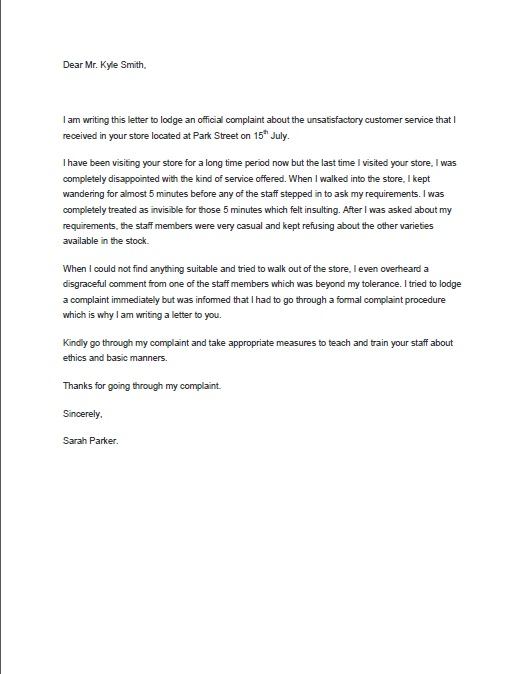 Dear Mr. Kyle Smith,
I am writing this letter to lodge an official complaint about the unsatisfactory customer service that I
received in your store located at Park Street on 15th July.
I have been visiting your store for a long time period now but the last time I visited your store, I was
completely disappointed with the kind of service offered. When I walked into the store, I kept
wandering for almost 5 minutes before any of the staff stepped in to ask my requirements. I was
completely treated as invisible for those 5 minutes which felt insulting. After I was asked about my
requirements, the staff members were very casual and kept refusing about the other varieties
available in the stock.
When I could not find anything suitable and tried to walk out of the store, I even overheard a
disgraceful comment from one of the staff members which was beyond my tolerance. I tried to lodge
a complaint immediately but was informed that I had to go through a formal complaint procedure
which is why I am writing a letter to you.
Kindly go through my complaint and take appropriate measures to teach and train your staff about
ethics and basic manners.
Thanks for going through my complaint.
Sincerely,
Sarah Parker.